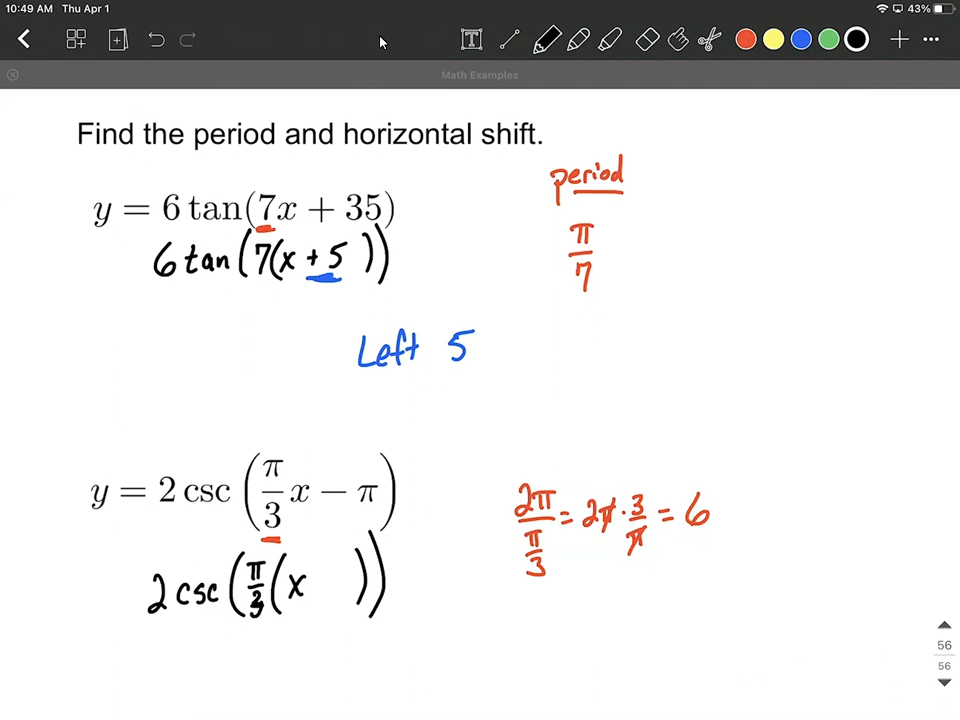 10:49 AM Thu Apr 1
43%
Math Examples
Find the period and horizontal shift.
period
y = 6 tan(7x + 35)
6 tan(7(x + 5))
π/7
Left 5
y = 2 csc(π/3 x − π)
2π/(π/3) = 2π · 3/π = 6
2 csc(π/3(x ))
56
56